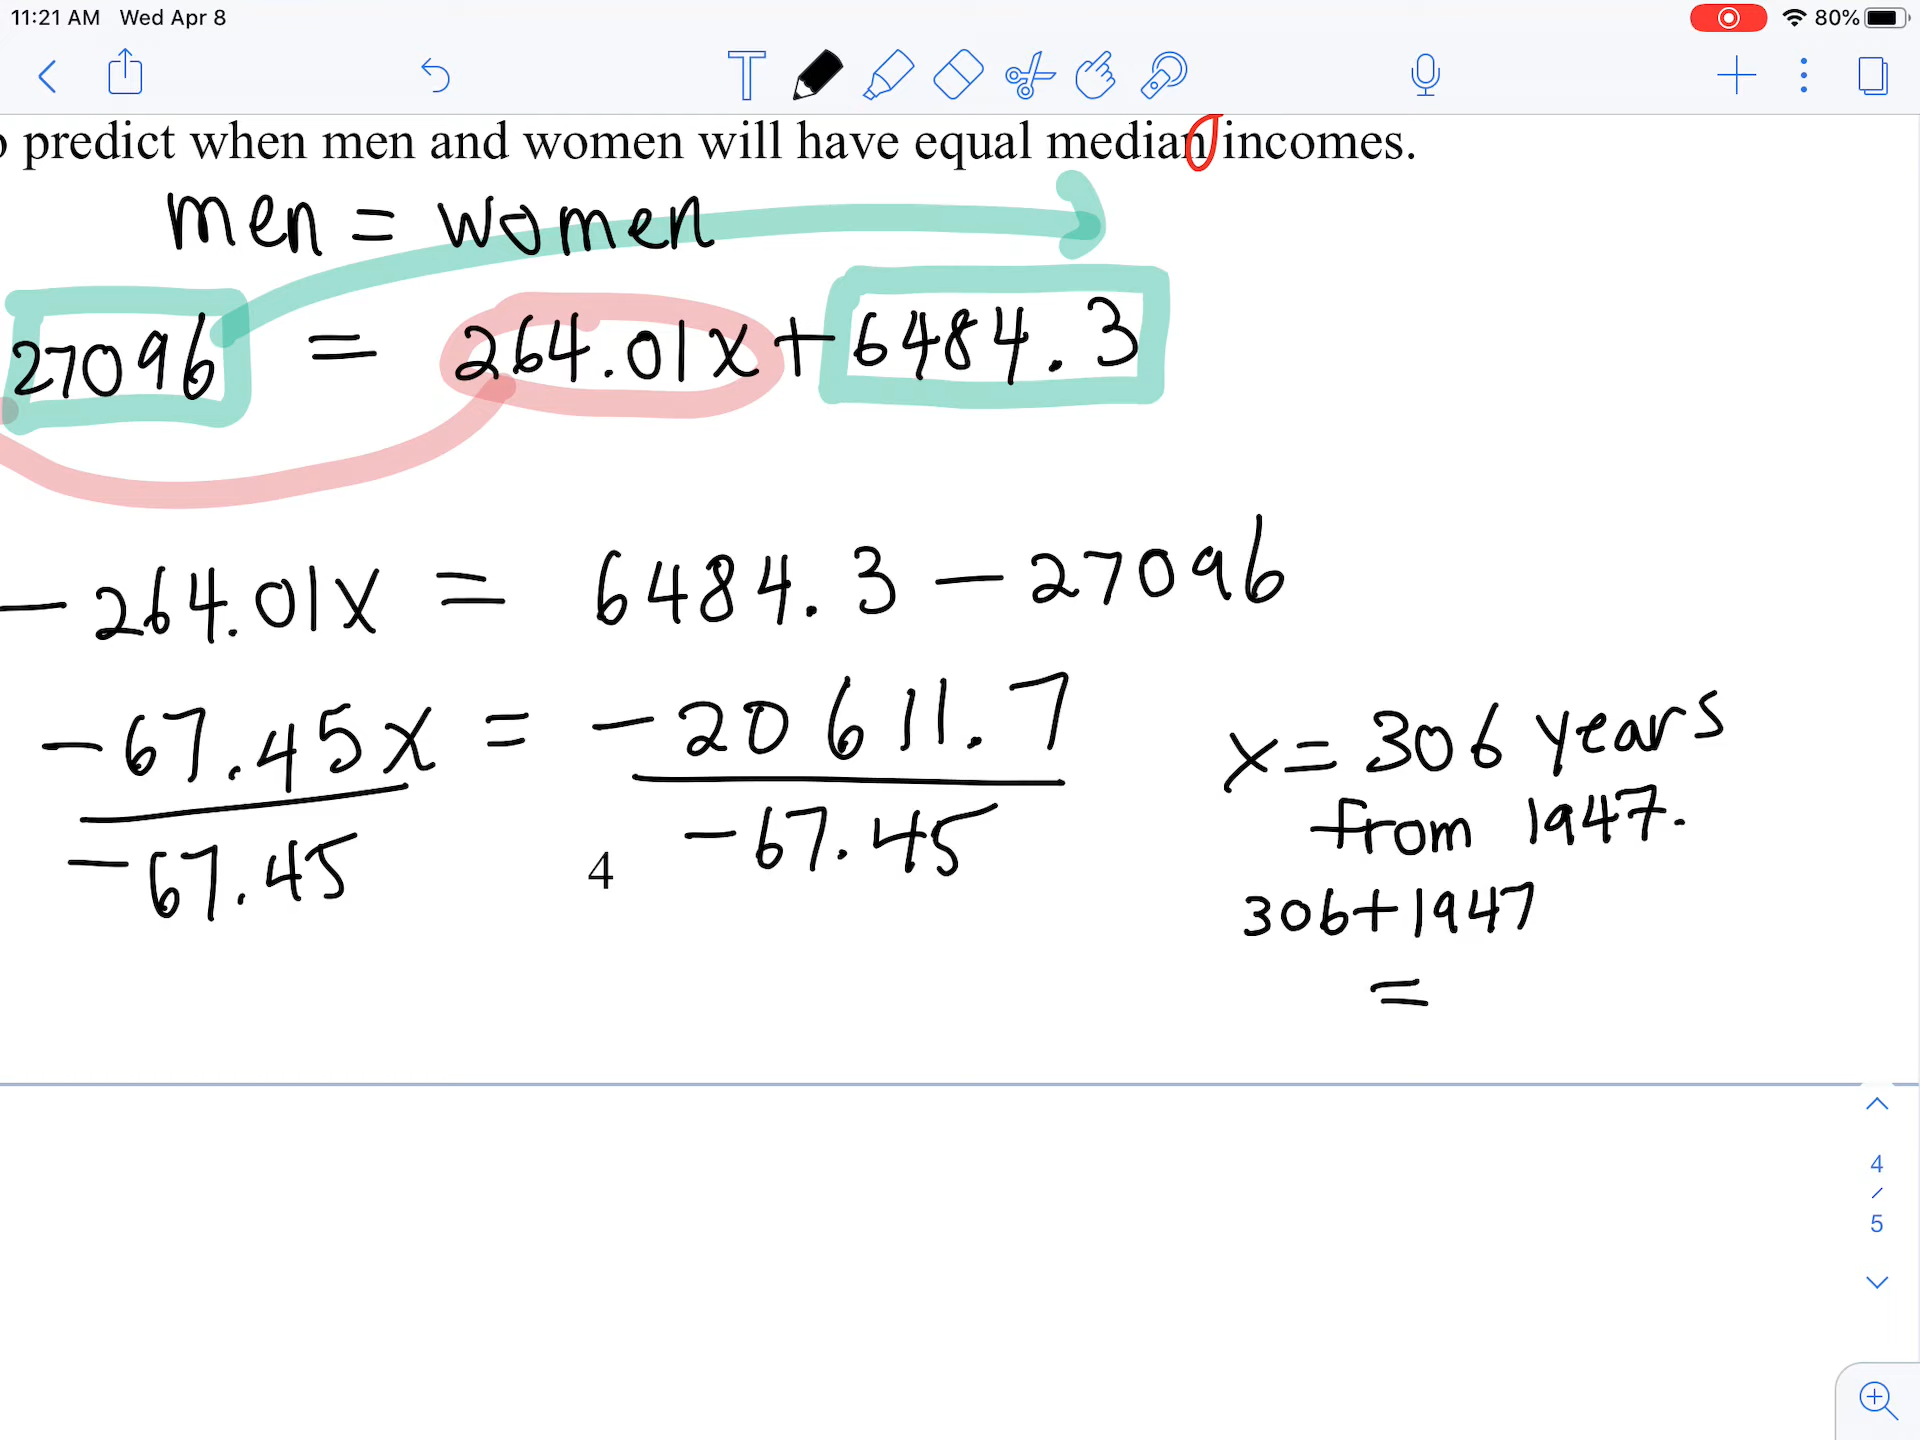 11:21 AM Wed Apr 8
80%
T
predict when men and women will have equal median incomes.
men = women
27096 = 264.01x + 6484.3
- 264.01x = 6484.3 - 27096
-67.45x = -20611.7
-67.45 -67.45
x = 306 years
from 1947.
306+1947
=
4
4
/
5